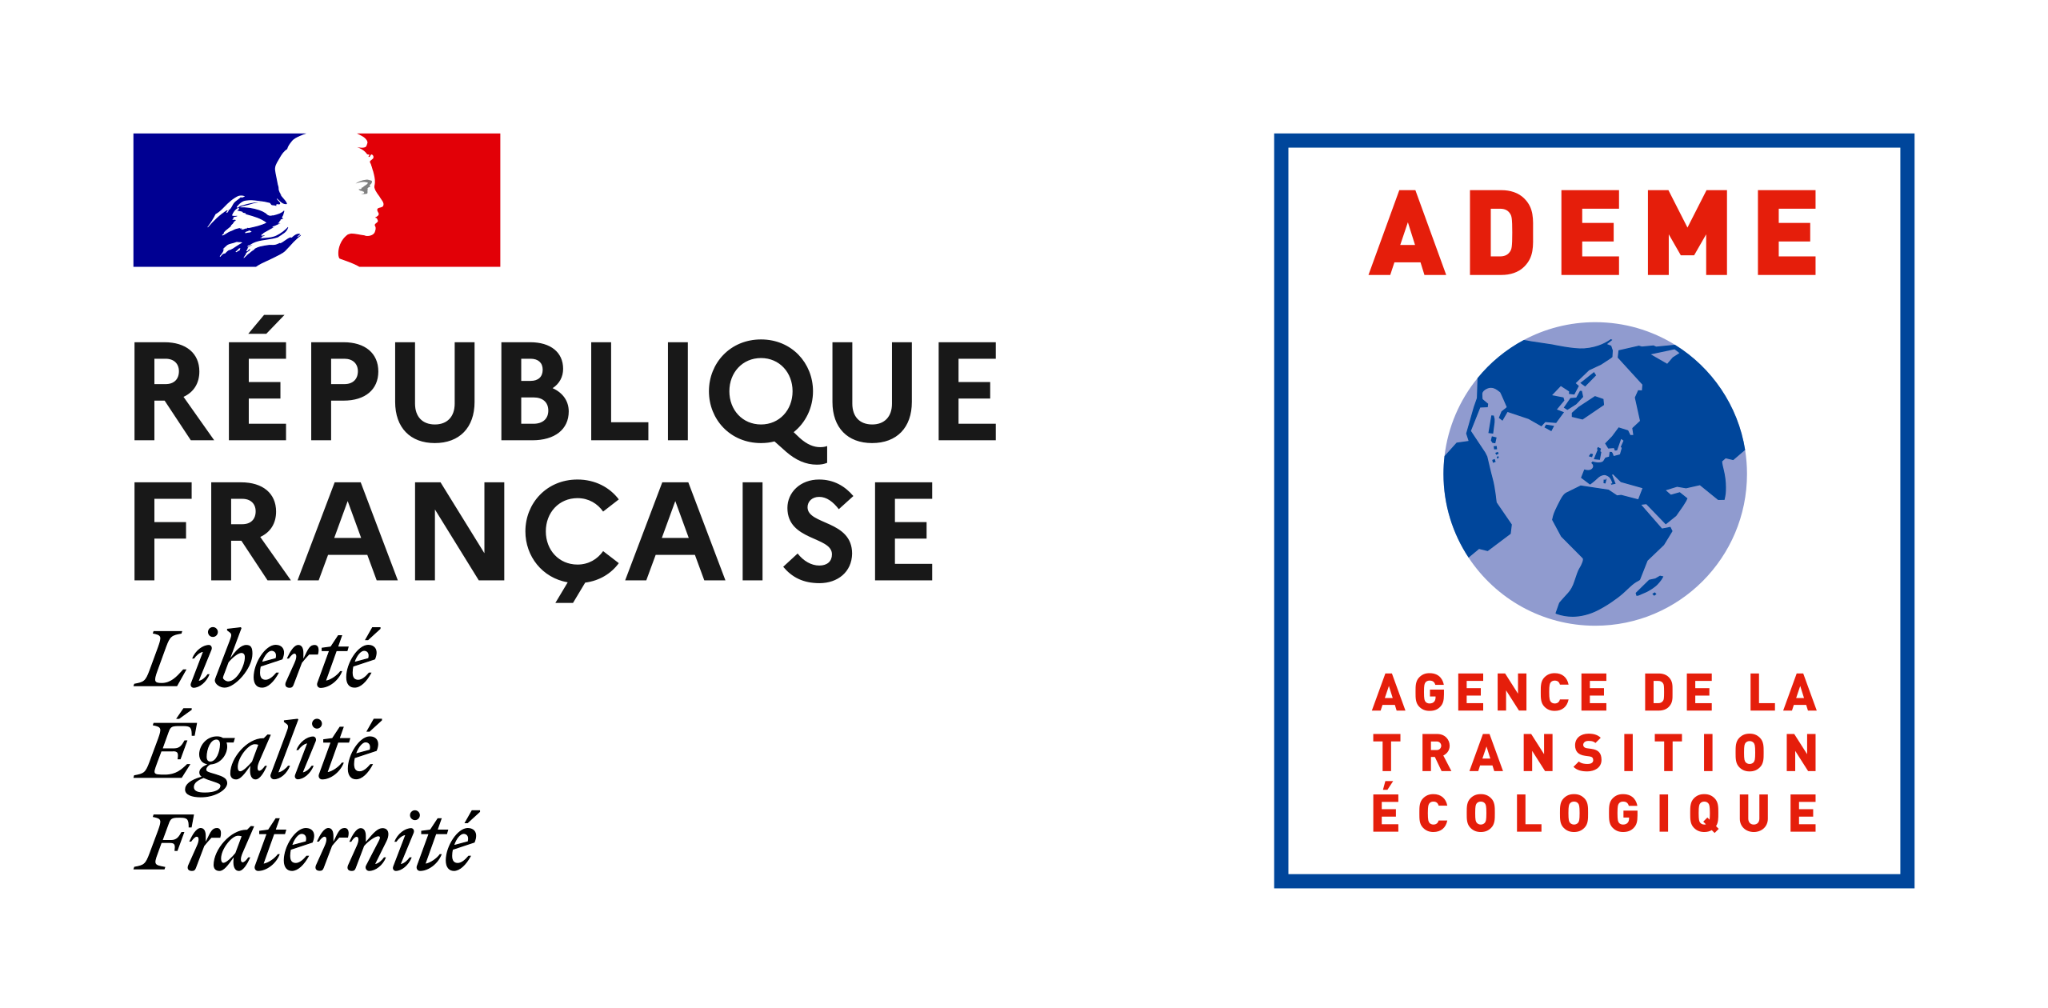 RÉPUBLIQUE
FRANÇAISE
Liberté
Égalité
Fraternité
ADEME
AGENCE DE LA
TRANSITION
ÉCOLOGIQUE